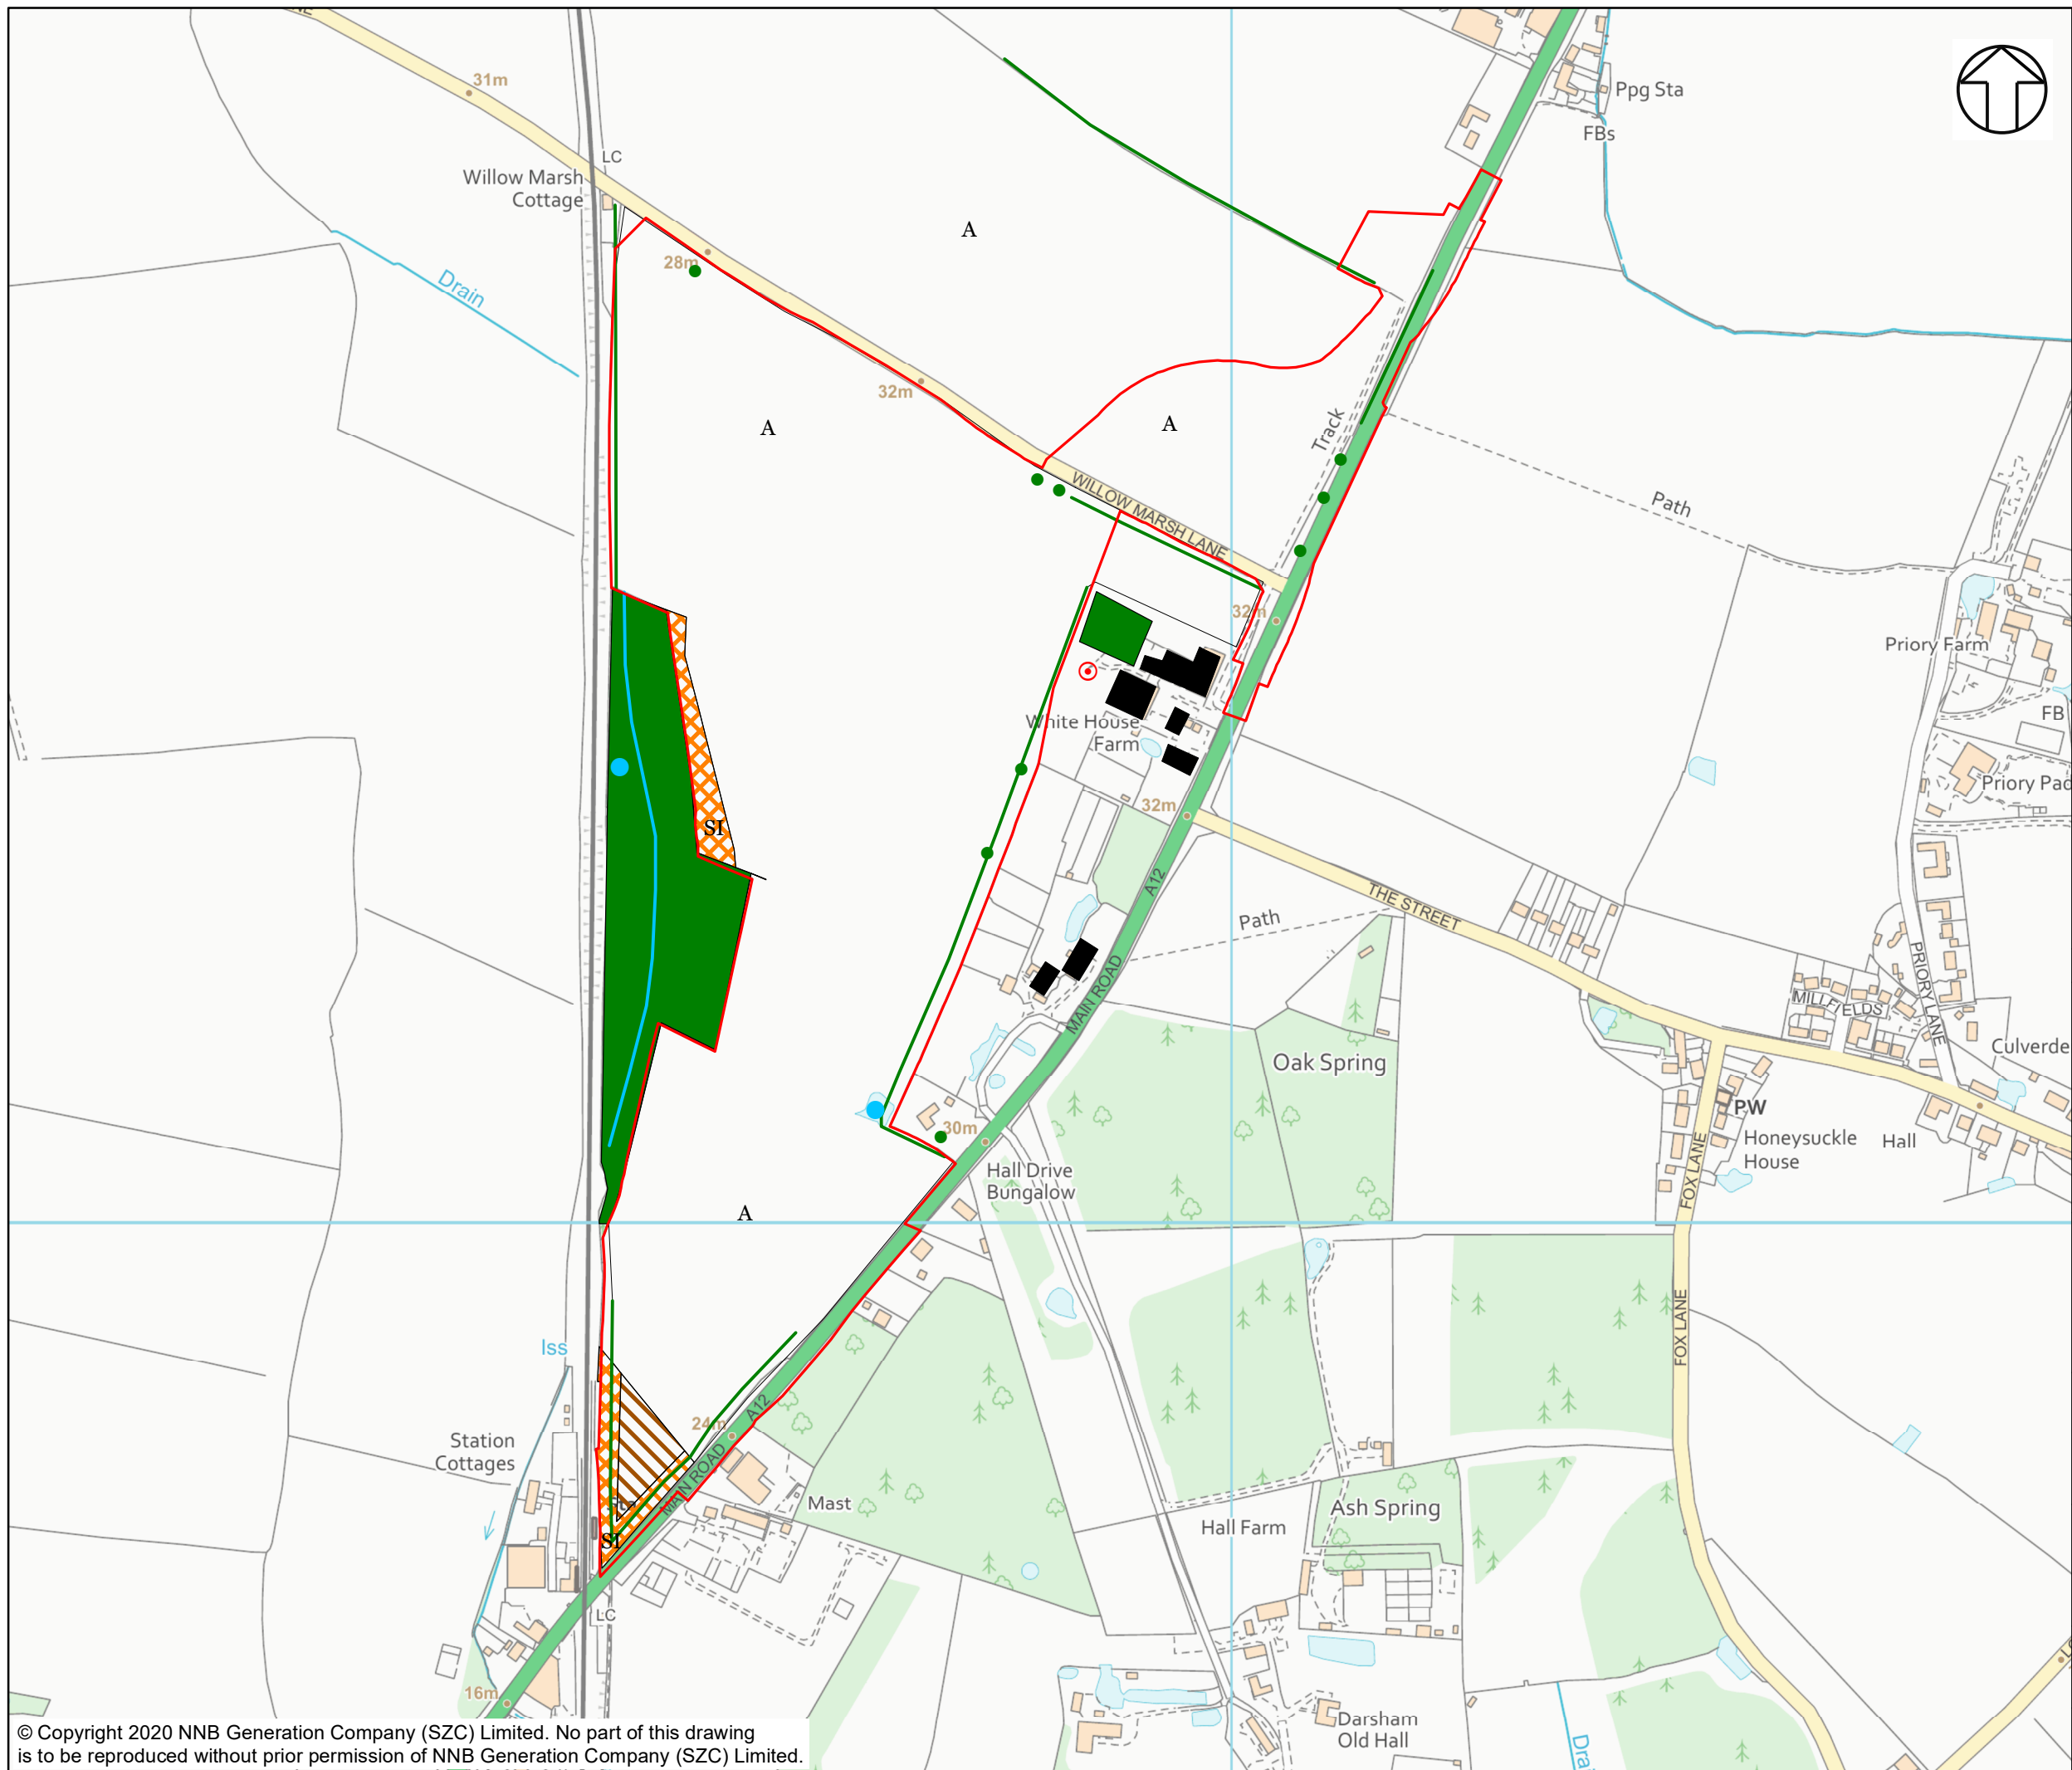 31m
Ppg Sta
FBs
LC
Willow Marsh
Cottage
A
28m
Drain
32m
A
A
Track
WILLOW MARSH LANE
Path
32m
Priory Farm
White House
Farm
FB
Priory Pad
32m
SI
A12
THE STREET
Path
MAIN ROAD
PRIORY LANE
MILLFIELDS
Oak Spring
Culverde
PW
30m
Honeysuckle
House
Hall
Hall Drive
Bungalow
FOX LANE
A
Iss
FOX LANE
24m
A12
Station
Cottages
MAIN ROAD
Sta
Mast
Ash Spring
Hall Farm
SI
LC
16m
Darsham
Old Hall
© Copyright 2020 NNB Generation Company (SZC) Limited. No part of this drawing
is to be reproduced without prior permission of NNB Generation Company (SZC) Limited.